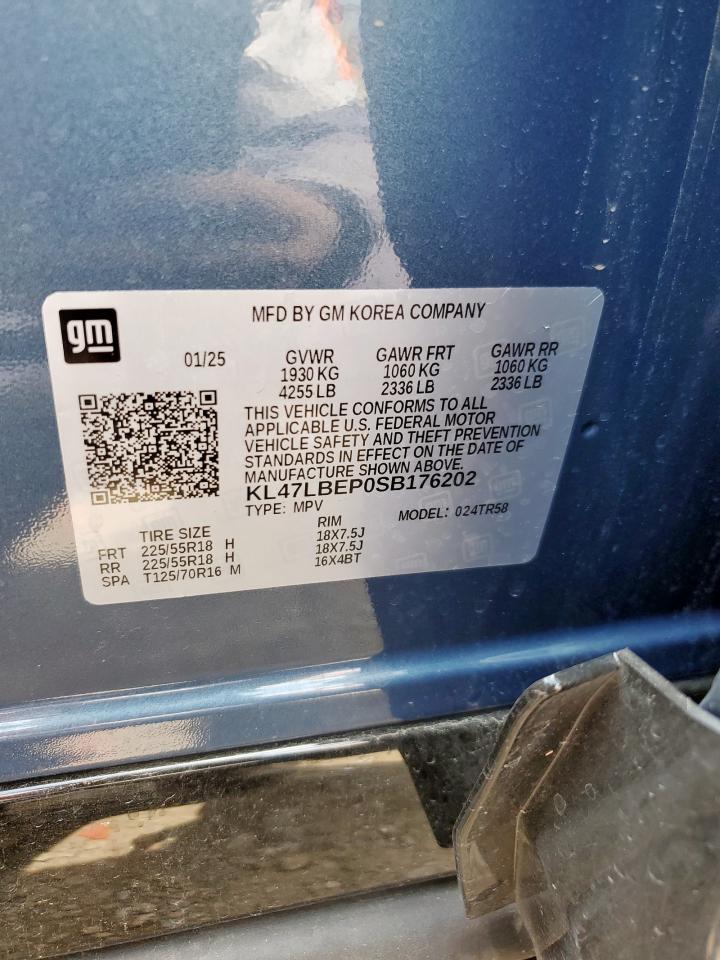 gm
MFD BY GM KOREA COMPANY
01/25 GVWR GAWR FRT GAWR RR
1930 KG 1060 KG 1060 KG
4255 LB 2336 LB 2336 LB
THIS VEHICLE CONFORMS TO ALL
APPLICABLE U.S. FEDERAL MOTOR
VEHICLE SAFETY AND THEFT PREVENTION
STANDARDS IN EFFECT ON THE DATE OF
MANUFACTURE SHOWN ABOVE.
KL47LBEP0SB176202
TYPE: MPV MODEL: 024TR58
TIRE SIZE RIM
FRT 225/55R18 H 18X7.5J
RR 225/55R18 H 18X7.5J
SPA T125/70R16 M 16X4BT